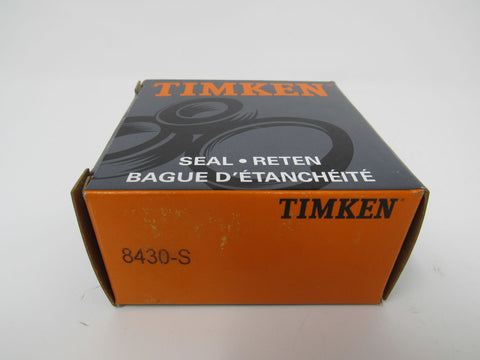 TIMKEN
SEAL • RETEN
BAGUE D'ÉTANCHÉITÉ
TIMKEN
8430-S